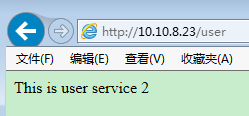 http://10.10.8.23/user
文件(F) 编辑(E) 查看(V) 收藏夹(A)
This is user service 2